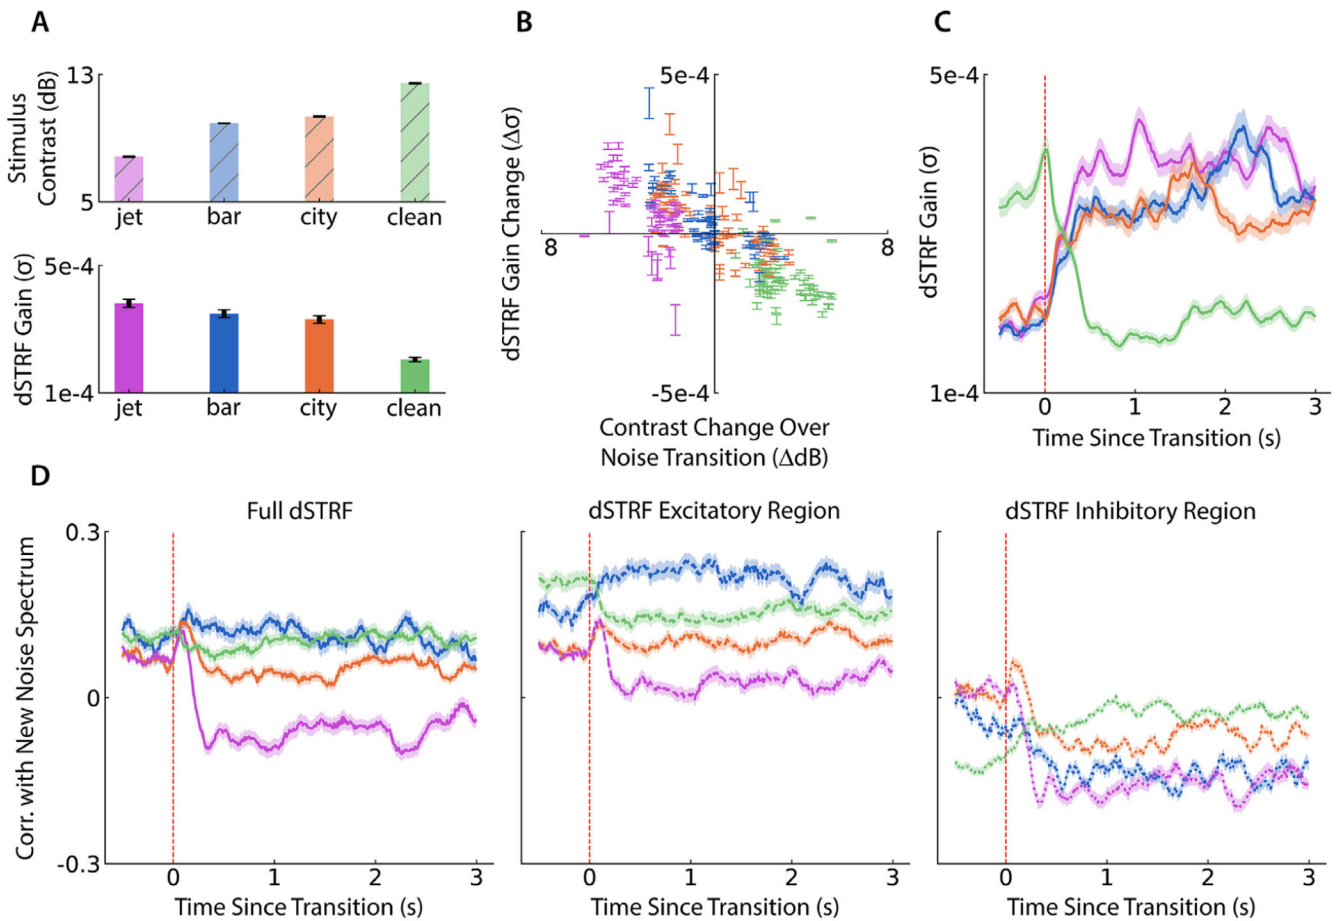 A
Stimulus
Contrast (dB)
13
5
jet bar city clean
dSTRF Gain (σ)
5e-4
1e-4
jet bar city clean
B
dSTRF Gain Change (Δσ)
5e-4
8 8
-5e-4
Contrast Change Over
Noise Transition (ΔdB)
C
dSTRF Gain (σ)
5e-4
1e-4
0 1 2 3
Time Since Transition (s)
D
Corr. with New Noise Spectrum
Full dSTRF
0.3
0
-0.3
0 1 2 3
Time Since Transition (s)
dSTRF Excitatory Region
0 1 2 3
Time Since Transition (s)
dSTRF Inhibitory Region
0 1 2 3
Time Since Transition (s)